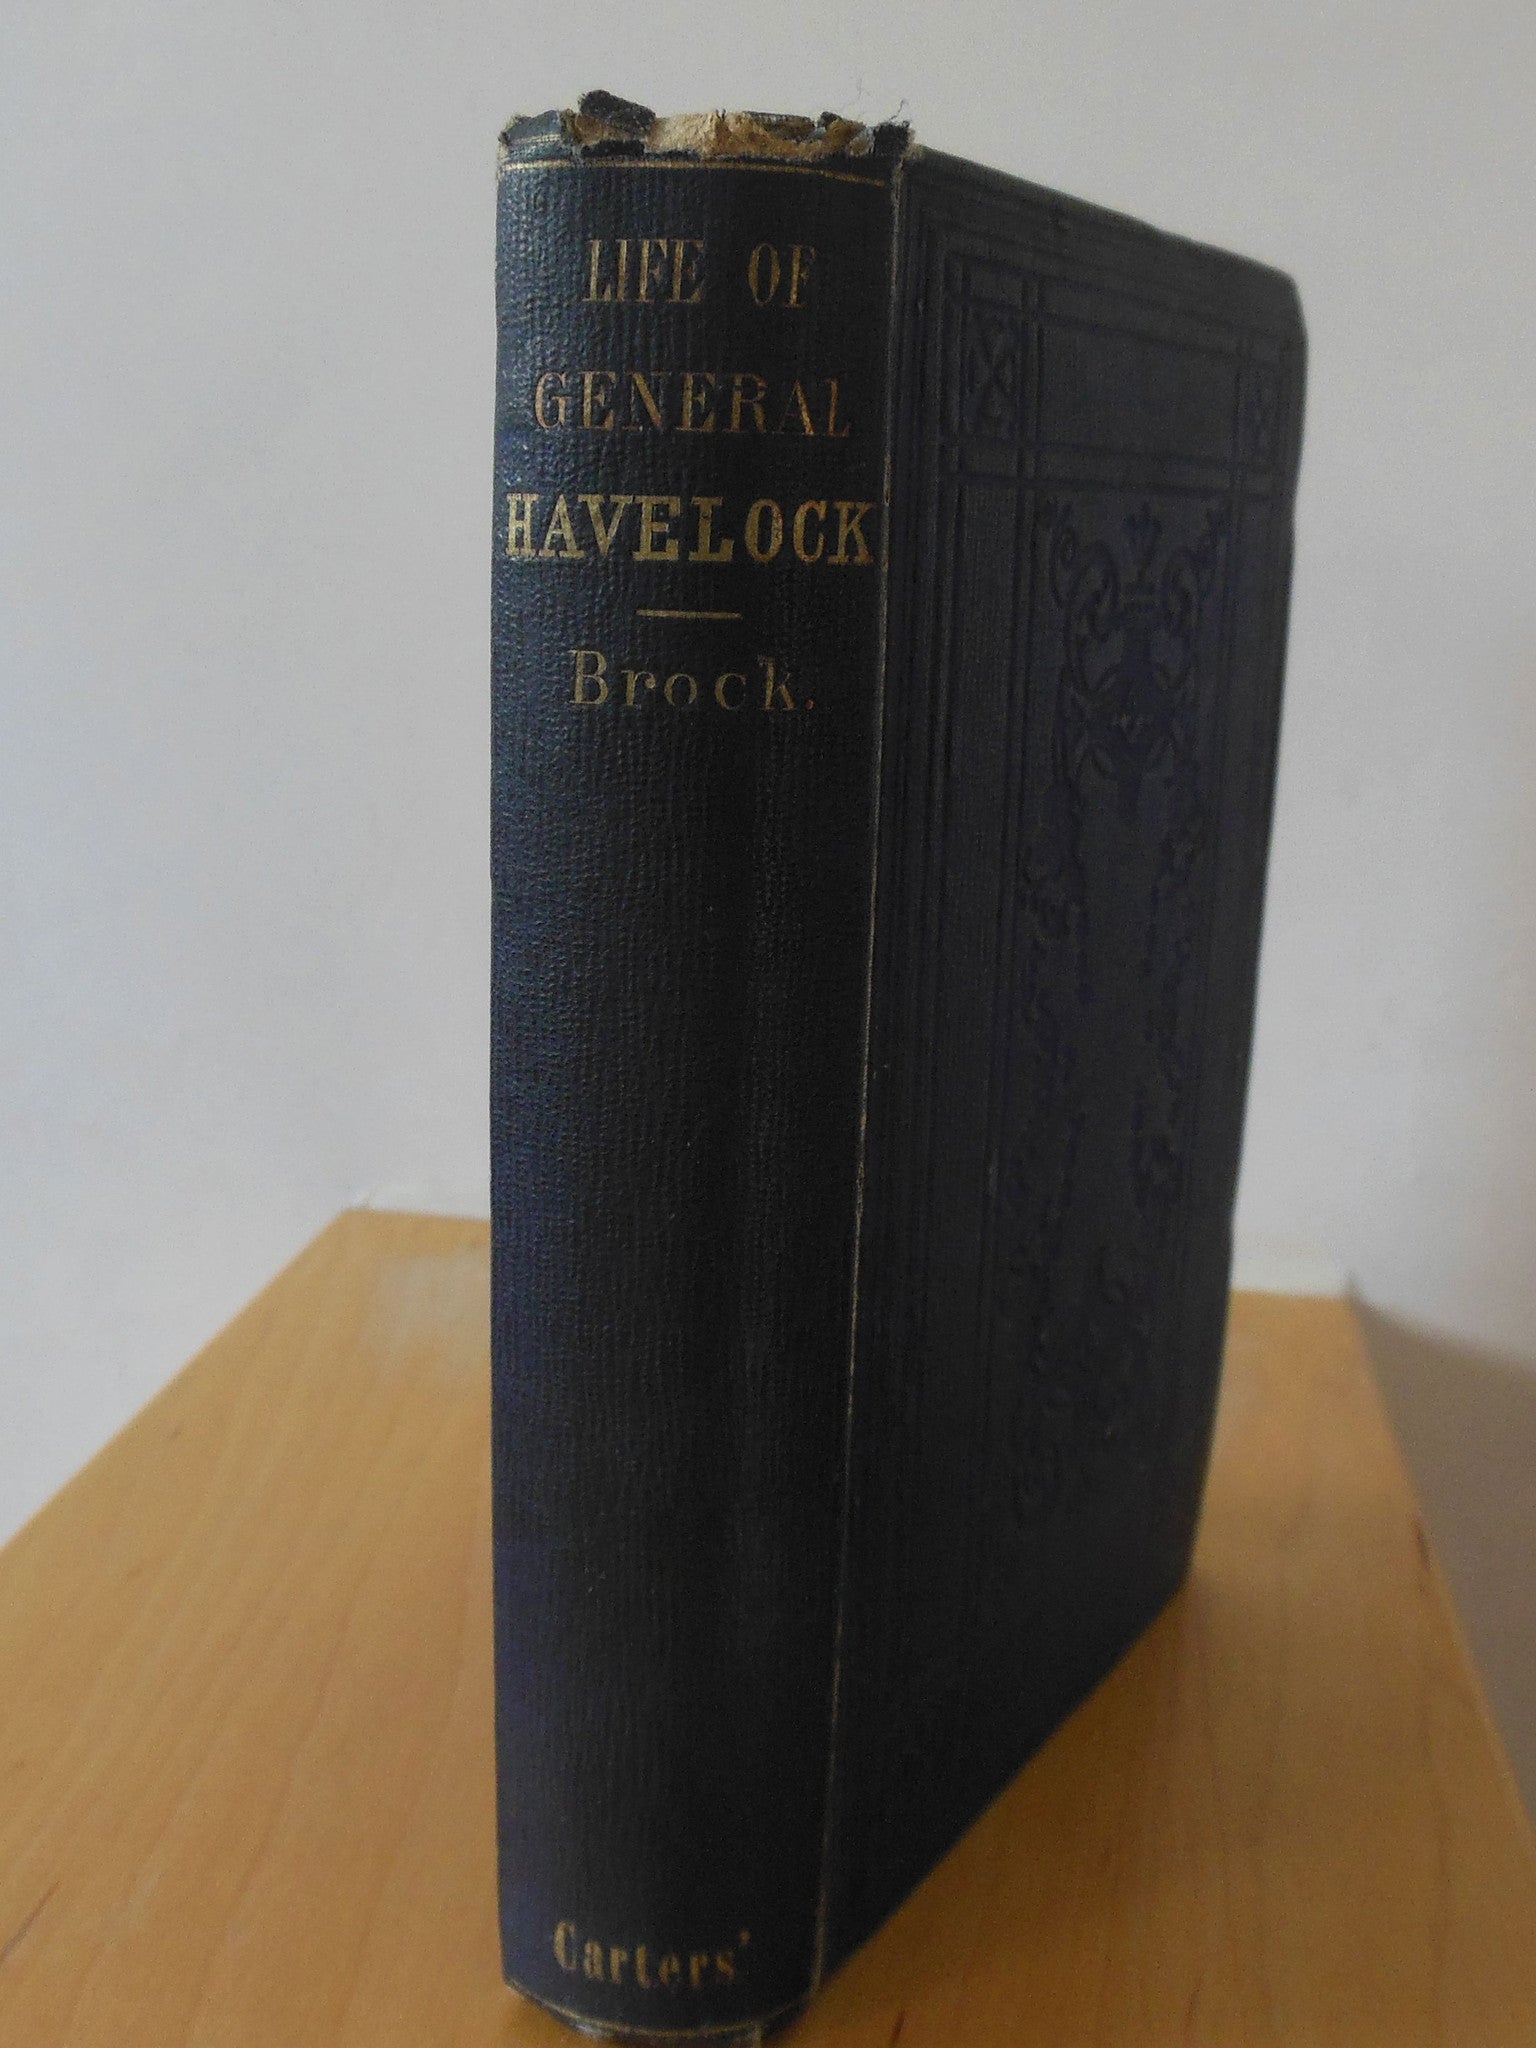 LIFE OF
GENERAL
HAVELOCK
Brock.
Carters'